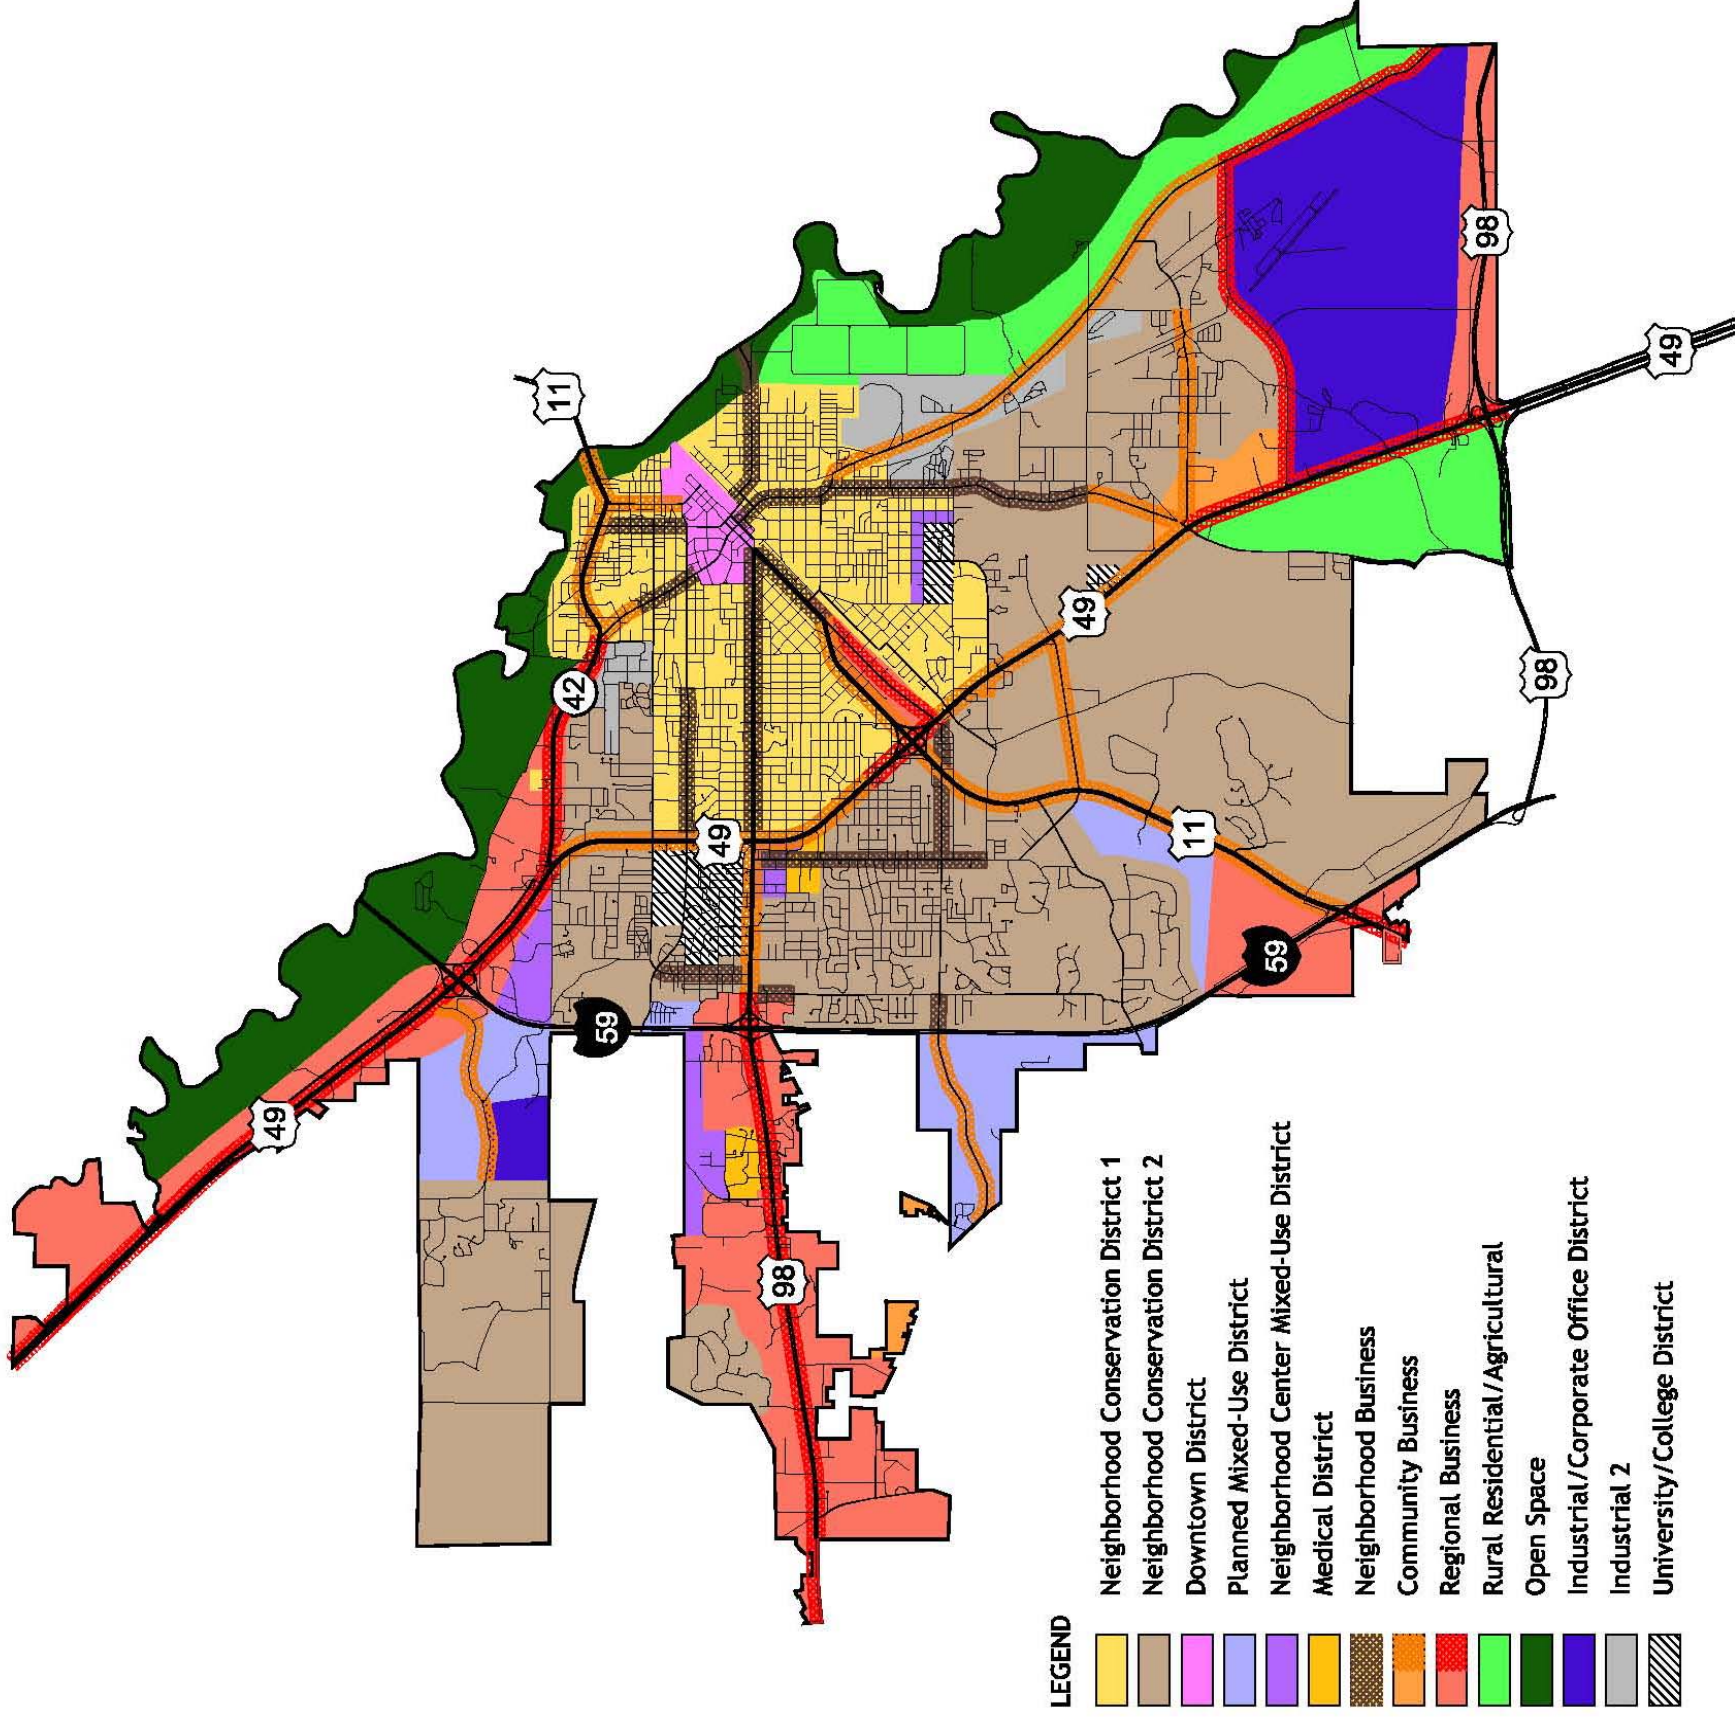 49
11
42
59
49
98
49
11
59
98
98
49
LEGEND
Neighborhood Conservation District 1
Neighborhood Conservation District 2
Downtown District
Planned Mixed-Use District
Neighborhood Center Mixed-Use District
Medical District
Neighborhood Business
Community Business
Regional Business
Rural Residential/Agricultural
Open Space
Industrial/Corporate Office District
Industrial 2
University/College District